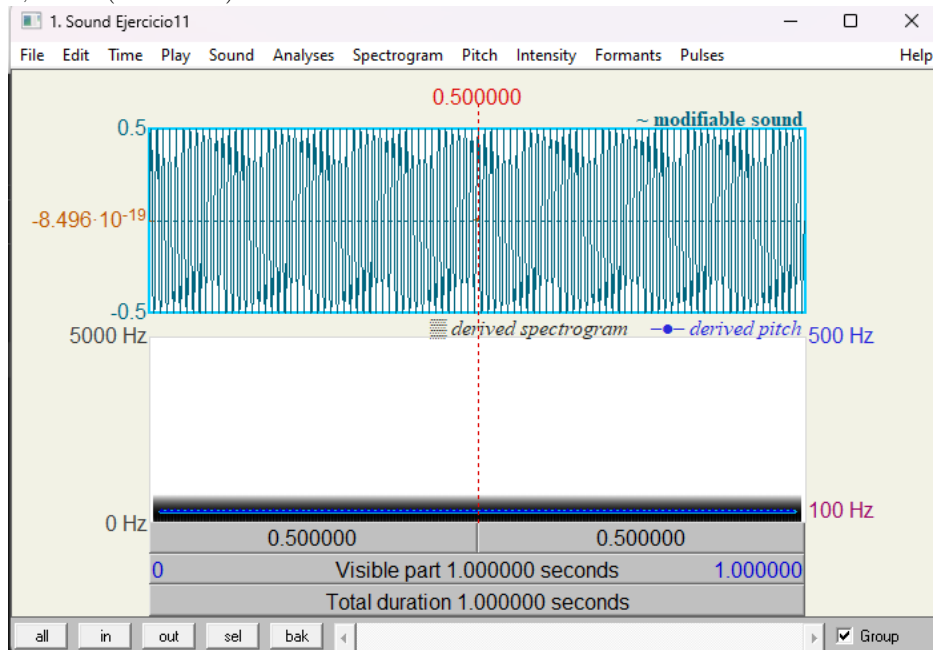 1. Sound Ejercicio11
File Edit Time Play Sound Analyses Spectrogram Pitch Intensity Formants Pulses Help
0.500000
~ modifiable sound
0.5
-8.496·10⁻¹⁹
-0.5
derived spectrogram derived pitch
5000 Hz 500 Hz
100 Hz
0 Hz
0.500000 0.500000
0 Visible part 1.000000 seconds 1.000000
Total duration 1.000000 seconds
all in out sel bak Group